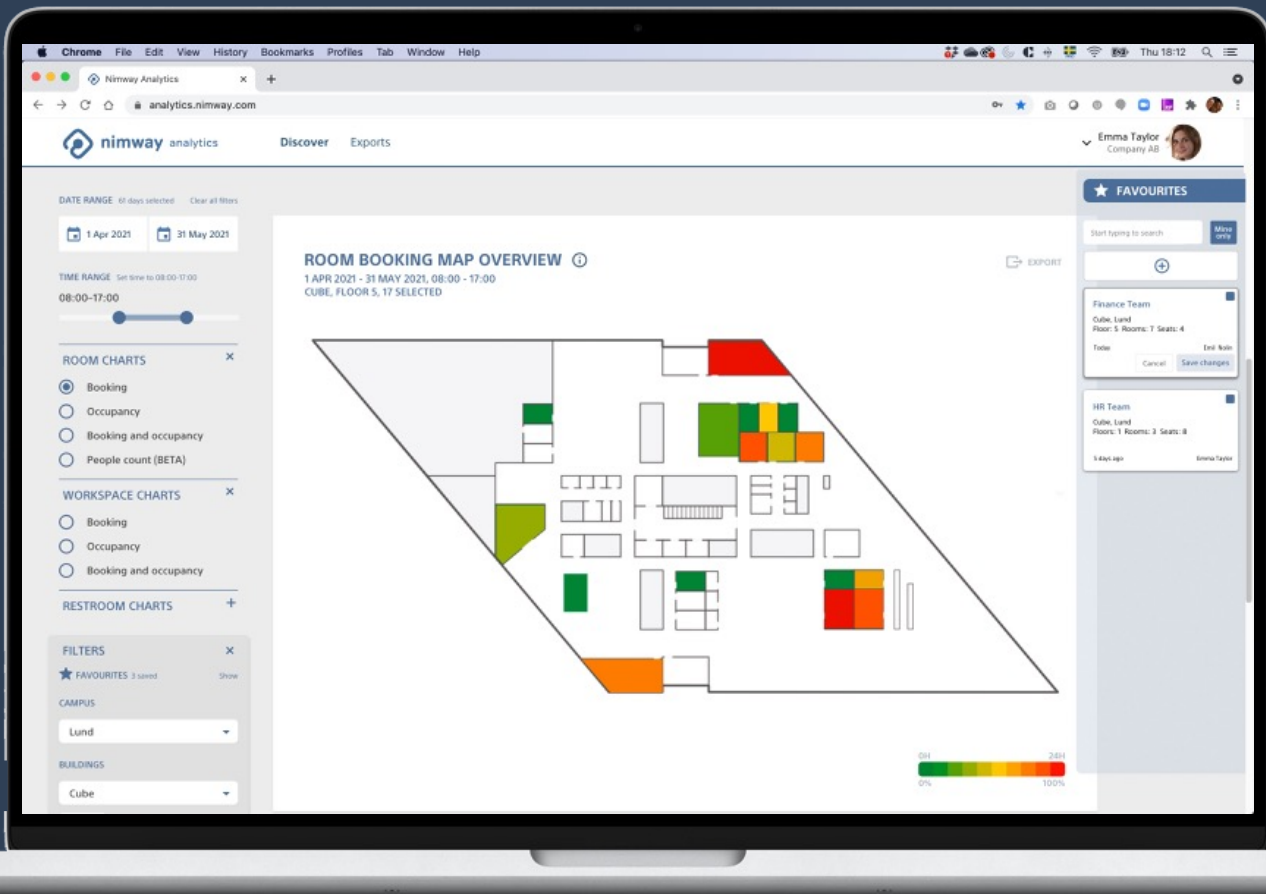 Chrome File Edit View History Bookmarks Profiles Tab Window Help
Thu 18:12
Nimway Analytics
analytics.nimway.com
nimway analytics
Discover Exports
Emma Taylor
Company AB
DATE RANGE 61 days selected Clear all filters
1 Apr 2021 31 May 2021
TIME RANGE Set time to 08:00-17:00
08:00–17:00
ROOM CHARTS
Booking
Occupancy
Booking and occupancy
People count (BETA)
WORKSPACE CHARTS
Booking
Occupancy
Booking and occupancy
RESTROOM CHARTS
FILTERS
FAVOURITES 3 saved Show
CAMPUS
Lund
BUILDINGS
Cube
ROOM BOOKING MAP OVERVIEW
1 APR 2021 - 31 MAY 2021, 08:00 - 17:00
CUBE, FLOOR 5, 17 SELECTED
EXPORT
0H 24H
0% 100%
FAVOURITES
Start typing to search
Mine
only
Finance Team
Cube, Lund
Floor: 5 Rooms: 7 Seats: 4
Today Emil Nolin
Cancel Save changes
HR Team
Cube, Lund
Floors: 1 Rooms: 3 Seats: 8
5 days ago Emma Taylor